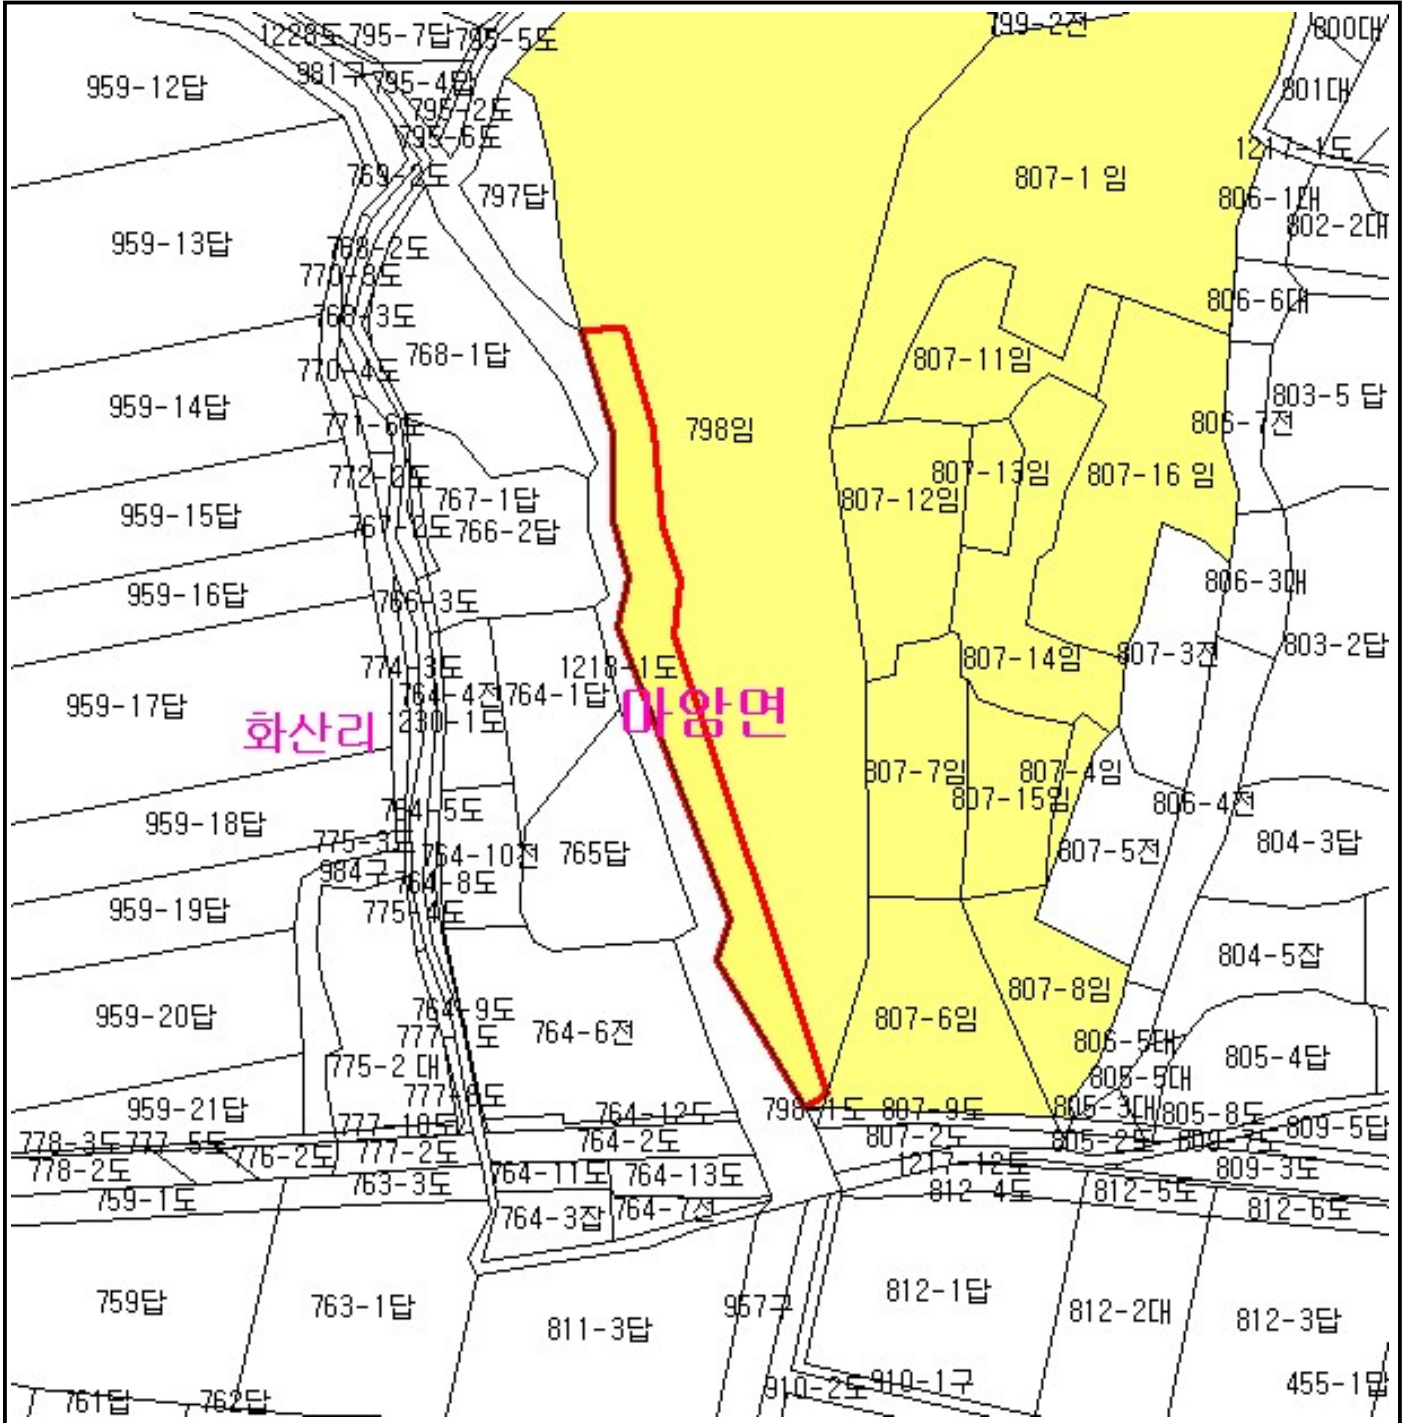 799-2전
800대
1228도
795-7답
795-5도
981구
795-4답
959-12답
801대
795-2도
795-6도
1217-1도
769-2도
797답
807-1 임
806-1대
802-2대
959-13답
768-2도
770-3도
806-6대
768-3도
768-1답
807-11임
770-4도
803-5 답
959-14답
771-6도
798임
806-7전
772-2도
807-13임
807-16 임
767-1답
807-12임
959-15답
767-2도
766-2답
806-3대
959-16답
766-3도
803-2답
774-3도
1218-1도
807-14임
807-3전
764-4전
764-1답
959-17답
마암면
1230-1도
화산리
807-7임
807-4임
807-15임
806-4전
764-5도
959-18답
775-3도
804-3답
764-10전
765답
807-5전
984구
764-8도
959-19답
775-4도
804-5잡
807-8임
764-9도
959-20답
807-6임
764-6전
806-5대
805-4답
775-2 대
805-5대
959-21답
764-12도
798-1도
807-9도
805-3대
805-8도
777-10도
809-5답
778-3도
777-5도
764-2도
807-2도
805-2도
776-2도
777-2도
778-2도
764-11도
764-13도
1217-12도
809-3도
763-3도
812-4도
812-5도
759-1도
764-3잡
764-7전
812-6도
759답
763-1답
957구
812-1답
812-2대
811-3답
812-3답
910-2도
910-1구
455-1답
761답
762답